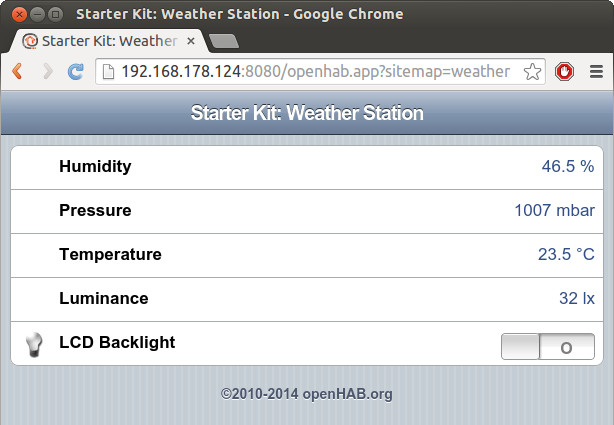 Starter Kit: Weather Station - Google Chrome
Starter Kit: Weather
192.168.178.124:8080/openhab.app?sitemap=weather
Starter Kit: Weather Station
Humidity 46.5 %
Pressure 1007 mbar
Temperature 23.5 °C
Luminance 32 lx
LCD Backlight O
©2010-2014 openHAB.org